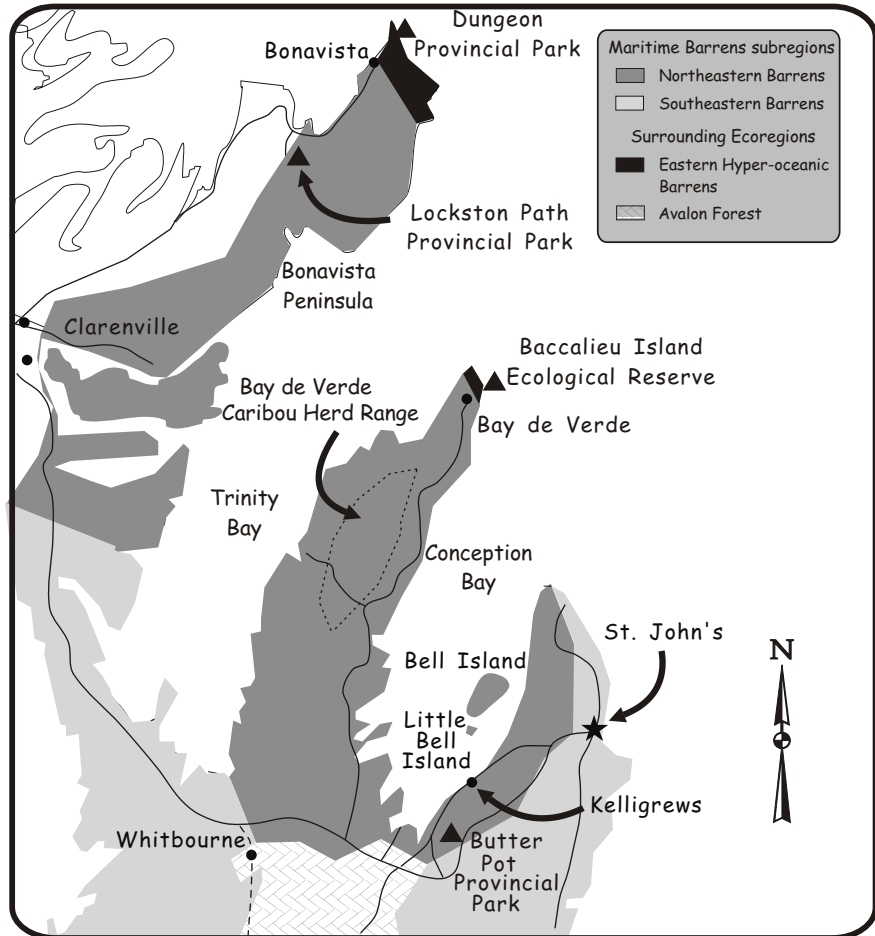 Dungeon
Provincial Park
Bonavista
Maritime Barrens subregions
Northeastern Barrens
Southeastern Barrens
Surrounding Ecoregions
Eastern Hyper-oceanic
Barrens
Avalon Forest
Lockston Path
Provincial Park
Bonavista
Peninsula
Clarenville
Baccalieu Island
Ecological Reserve
Bay de Verde
Caribou Herd Range
Bay de Verde
Trinity
Bay
Conception
Bay
St. John's
Bell Island
N
Little
Bell
Island
Kelligrews
Whitbourne
Butter
Pot
Provincial
Park